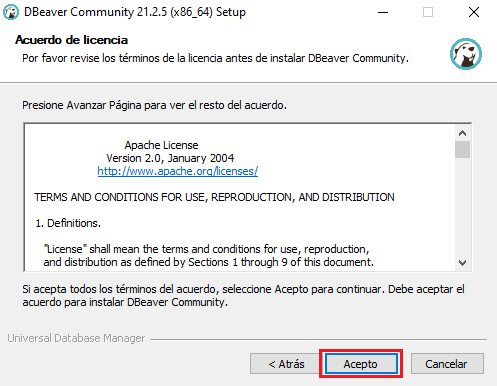 DBeaver Community 21.2.5 (x86_64) Setup
Acuerdo de licencia
Por favor revise los términos de la licencia antes de instalar DBeaver Community.
Presione Avanzar Página para ver el resto del acuerdo.
Apache License
Version 2.0, January 2004
http://www.apache.org/licenses/
TERMS AND CONDITIONS FOR USE, REPRODUCTION, AND DISTRIBUTION
1. Definitions.
"License" shall mean the terms and conditions for use, reproduction,
and distribution as defined by Sections 1 through 9 of this document.
Si acepta todos los términos del acuerdo, seleccione Acepto para continuar. Debe aceptar el
acuerdo para instalar DBeaver Community.
Universal Database Manager
< Atrás
Acepto
Cancelar